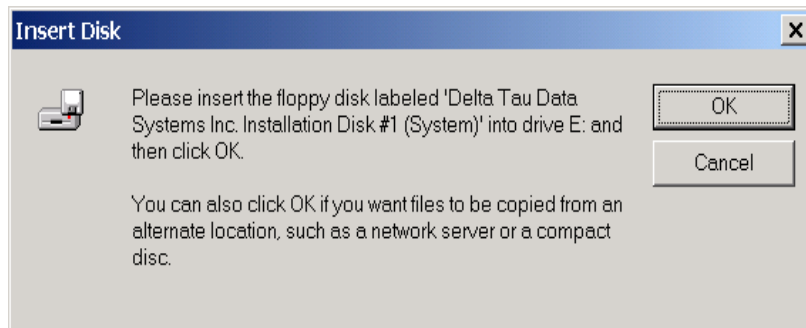 Insert Disk
Please insert the floppy disk labeled 'Delta Tau Data
Systems Inc. Installation Disk #1 (System)' into drive E: and
then click OK.
You can also click OK if you want files to be copied from an
alternate location, such as a network server or a compact
disc.
OK
Cancel